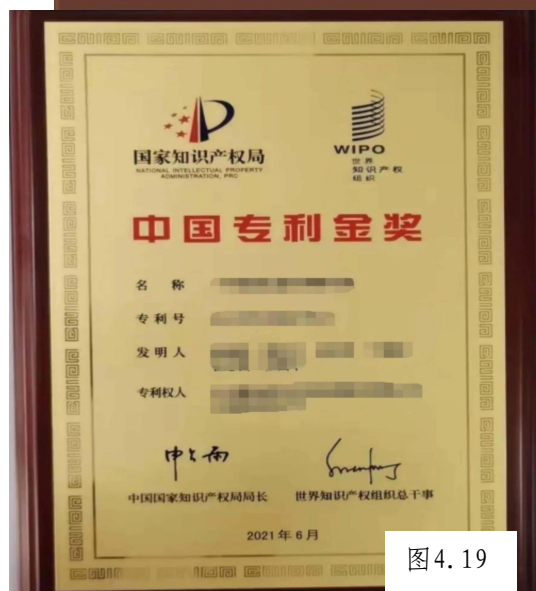 国家知识产权局
NATIONAL INTELLECTUAL PROPERTY
ADMINISTRATION, PRC
WIPO
世界
知识产权
组织
中国专利金奖
名 称
专 利 号
发 明 人
专利权人
申长雨
中国国家知识产权局局长
世界知识产权组织总干事
2021年6月
图4.19